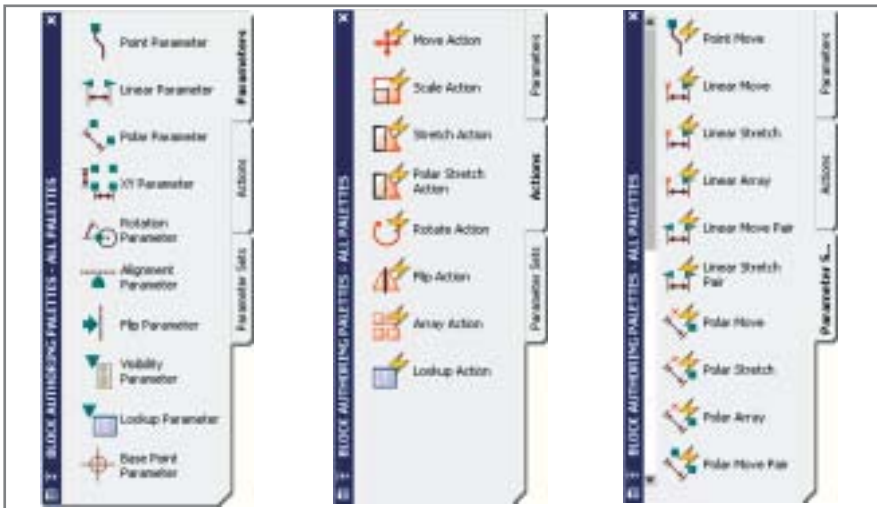 BLOCK AUTHORING PALETTES - ALL PALETTES
Point Parameter
Linear Parameter
Polar Parameter
XY Parameter
Rotation
Parameter
Alignment
Parameter
Flip Parameter
Visibility
Parameter
Lookup Parameter
Base Point
Parameter
Parameters
Actions
Parameter Sets
BLOCK AUTHORING PALETTES - ALL PALETTES
Move Action
Scale Action
Stretch Action
Polar Stretch
Action
Rotate Action
Flip Action
Array Action
Lookup Action
Parameters
Actions
Parameter Sets
BLOCK AUTHORING PALETTES - ALL PALETTES
Point Move
Linear Move
Linear Stretch
Linear Array
Linear Move Pair
Linear Stretch
Pair
Polar Move
Polar Stretch
Polar Array
Polar Move Pair
Parameters
Actions
Parameter S...